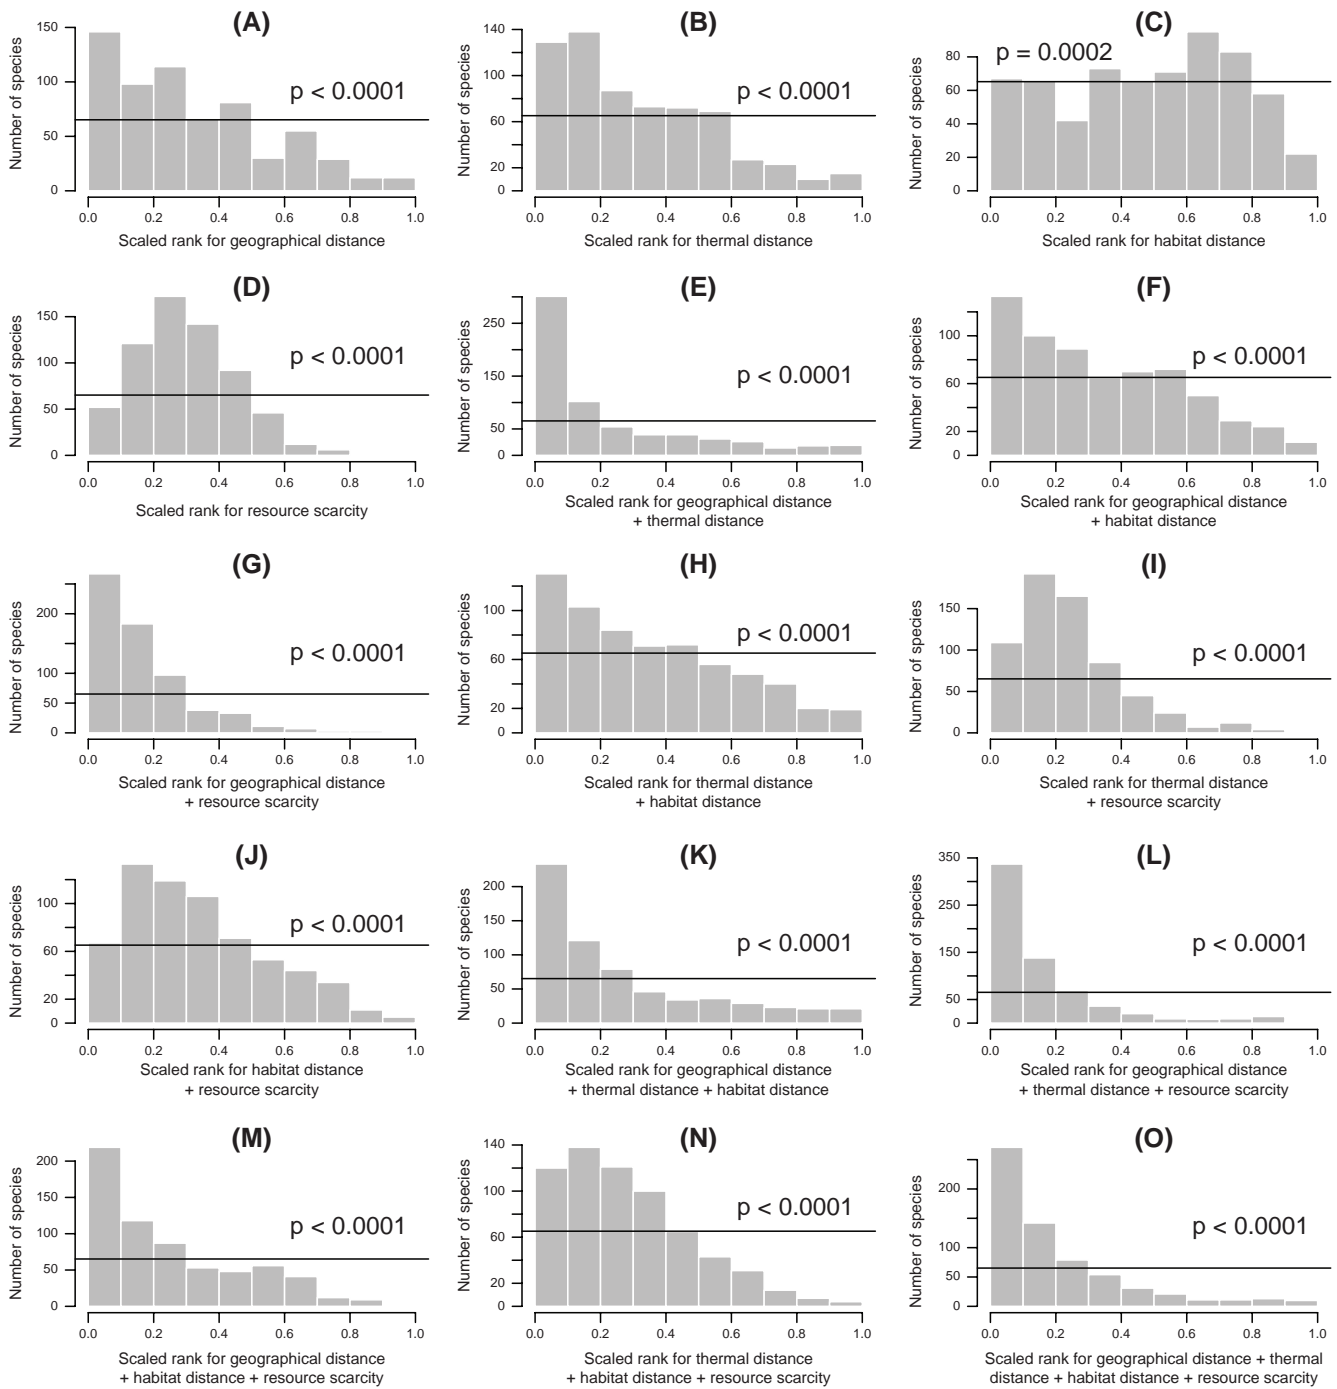 (A)
Number of species
150
100
50
0
p < 0.0001
0.0 0.2 0.4 0.6 0.8 1.0
Scaled rank for geographical distance
(B)
Number of species
140
100
60
20
0
p < 0.0001
0.0 0.2 0.4 0.6 0.8 1.0
Scaled rank for thermal distance
(C)
Number of species
80
60
40
20
0
p = 0.0002
0.0 0.2 0.4 0.6 0.8 1.0
Scaled rank for habitat distance
(D)
Number of species
150
100
50
0
p < 0.0001
0.0 0.2 0.4 0.6 0.8 1.0
Scaled rank for resource scarcity
(E)
Number of species
250
150
50
0
p < 0.0001
0.0 0.2 0.4 0.6 0.8 1.0
Scaled rank for geographical distance
+ thermal distance
(F)
Number of species
100
60
20
0
p < 0.0001
0.0 0.2 0.4 0.6 0.8 1.0
Scaled rank for geographical distance
+ habitat distance
(G)
Number of species
200
100
50
0
p < 0.0001
0.0 0.2 0.4 0.6 0.8 1.0
Scaled rank for geographical distance
+ resource scarcity
(H)
Number of species
100
60
20
0
p < 0.0001
0.0 0.2 0.4 0.6 0.8 1.0
Scaled rank for thermal distance
+ habitat distance
(I)
Number of species
150
100
50
0
p < 0.0001
0.0 0.2 0.4 0.6 0.8 1.0
Scaled rank for thermal distance
+ resource scarcity
(J)
Number of species
100
60
20
0
p < 0.0001
0.0 0.2 0.4 0.6 0.8 1.0
Scaled rank for habitat distance
+ resource scarcity
(K)
Number of species
200
150
100
50
0
p < 0.0001
0.0 0.2 0.4 0.6 0.8 1.0
Scaled rank for geographical distance
+ thermal distance + habitat distance
(L)
Number of species
350
250
150
50
0
p < 0.0001
0.0 0.2 0.4 0.6 0.8 1.0
Scaled rank for geographical distance
+ thermal distance + resource scarcity
(M)
Number of species
200
150
100
50
0
p < 0.0001
0.0 0.2 0.4 0.6 0.8 1.0
Scaled rank for geographical distance
+ habitat distance + resource scarcity
(N)
Number of species
140
100
60
20
0
p < 0.0001
0.0 0.2 0.4 0.6 0.8 1.0
Scaled rank for thermal distance
+ habitat distance + resource scarcity
(O)
Number of species
200
100
50
0
p < 0.0001
0.0 0.2 0.4 0.6 0.8 1.0
Scaled rank for geographical distance + thermal
distance + habitat distance + resource scarcity